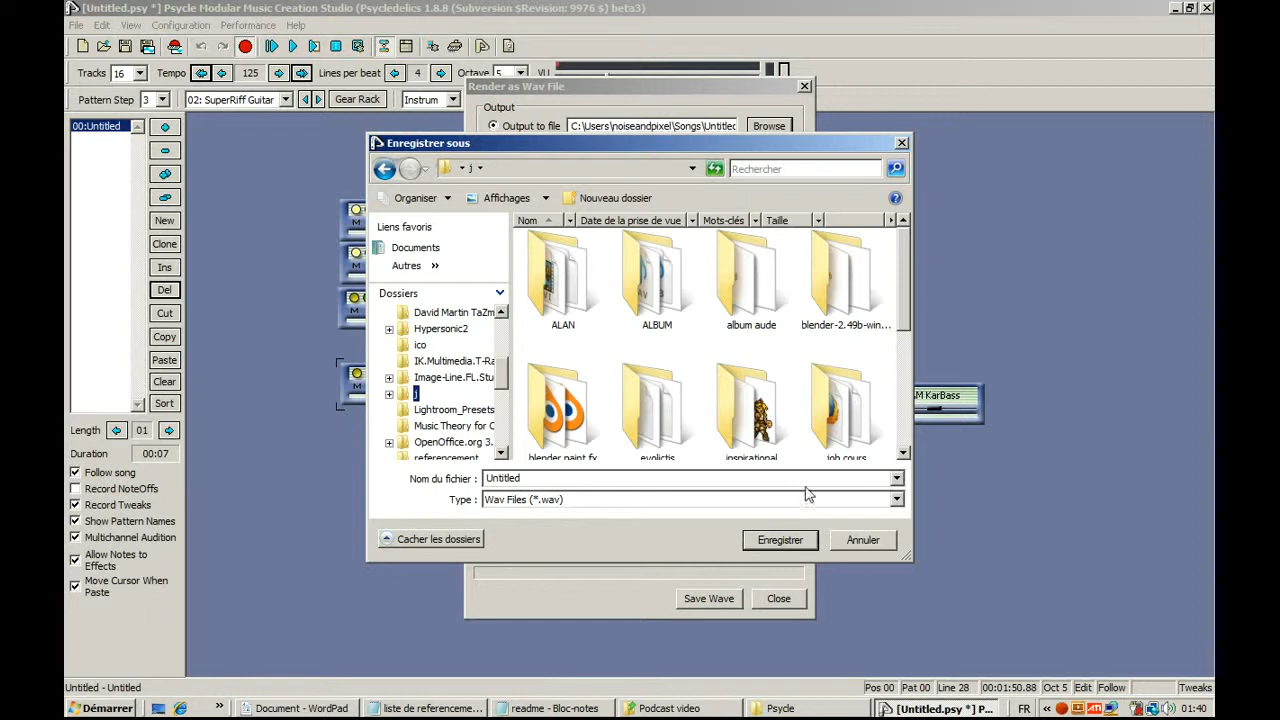 [Untitled.psy *] Psycle Modular Music Creation Studio (Psycledelics) 1.8.8 (Subversion $Revision: 9976 $) beta3)
File Edit View Configuration Performance Help
Tracks 16 Tempo 125 Lines per beat 4 Octave 5 VU
Render as Wav File
Pattern Step 3 02: SuperRiff Guitar Gear Rack Instrum
Output
Output to file C:\Users\noiseandpixel\Songs\Untitled Browse
00:Untitled
Enregistrer sous
j
Rechercher
Organiser Affichages Nouveau dossier
Liens favoris
Documents
Autres »
Dossiers
David Martin TaZm
Hypersonic2
ico
IK.Multimedia.T-Ra
Image-Line.FL.Stu
j
Lightroom_Presets
Music Theory for C
OpenOffice.org 3.
referencement
Nom Date de la prise de vue Mots-clés Taille
ALAN ALBUM album aude blender-2.49b-win...
blender paint fx evolictis inspirational job cours
Nom du fichier : Untitled
Type : Wav Files (*.wav)
Cacher les dossiers Enregistrer Annuler
Save Wave Close
M
M
M
M
AM KarBass
New
Clone
Ins
Del
Cut
Copy
Paste
Clear
Sort
Length 01
Duration 00:07
Follow song
Record NoteOffs
Record Tweaks
Show Pattern Names
Multichannel Audition
Allow Notes to
Effects
Move Cursor When
Paste
Untitled - Untitled
Pos 00 Pat 00 Line 28 00:01:50.88 Oct 5 Edit Follow Tweaks
Démarrer » Document - WordPad liste de referenceme... readme - Bloc-notes Podcast video Psycle [Untitled.psy *] P... FR « ATI 01:40